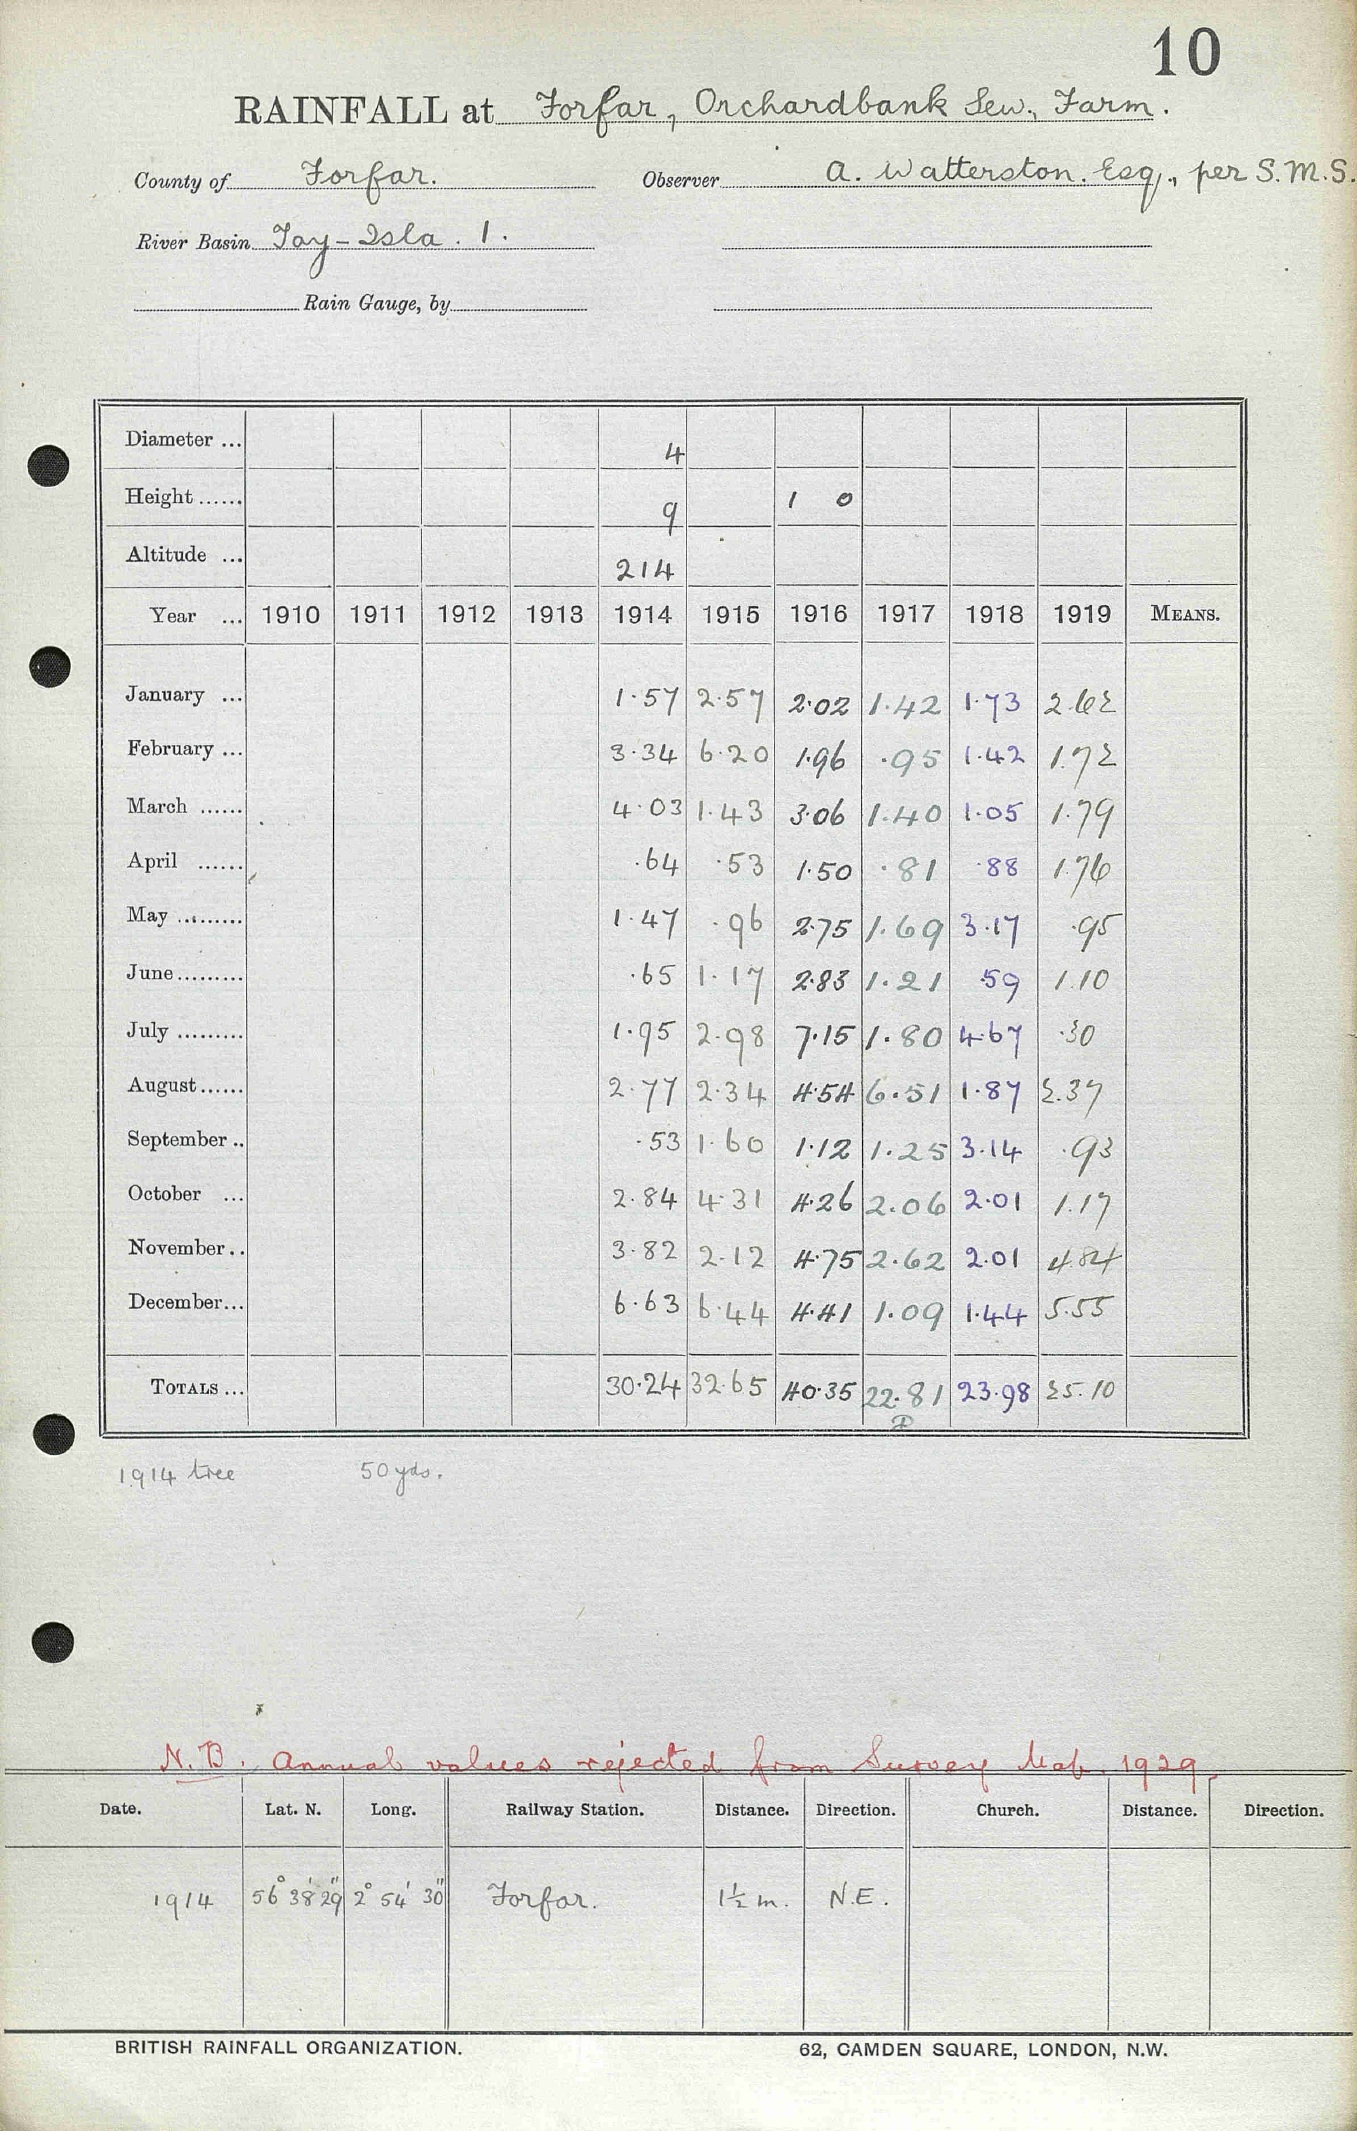 10
RAINFALL at Forfar, Orchardbank Sew. Farm.
County of Forfar. Observer A. Watterston. Esq., per S.M.S.
River Basin Tay – Isla. 1.
Rain Gauge, by
Diameter ... 4
Height ...... 9 1 0
Altitude ... 214
Year ... 1910 1911 1912 1913 1914 1915 1916 1917 1918 1919 MEANS.
January ... 1.57 2.57 2.02 1.42 1.73 2.62
February ... 3.34 6.20 1.96 .95 1.42 1.72
March ...... 4.03 1.43 3.06 1.40 1.05 1.79
April ...... .64 .53 1.50 .81 .88 1.76
May ......... 1.47 .96 2.75 1.69 3.17 .95
June ......... .65 1.17 2.83 1.21 .59 1.10
July ......... 1.95 2.98 7.15 1.80 4.67 .30
August ...... 2.77 2.34 4.54 6.51 1.87 2.37
September .. .53 1.60 1.12 1.25 3.14 .93
October ... 2.84 4.31 4.26 2.06 2.01 1.17
November .. 3.82 2.12 4.75 2.62 2.01 4.84
December... 6.63 6.44 4.41 1.09 1.44 5.55
TOTALS ... 30.24 32.65 40.35 22.81 23.98 25.10
1914 tree 50 yds.
N.B. Annual values rejected from Survey Map. 1929.
Date. Lat. N. Long. Railway Station. Distance. Direction. Church. Distance. Direction.
1914 56° 38' 29" 2° 54' 30" Forfar. 1½ m. N.E.
BRITISH RAINFALL ORGANIZATION. 62, CAMDEN SQUARE, LONDON, N.W.